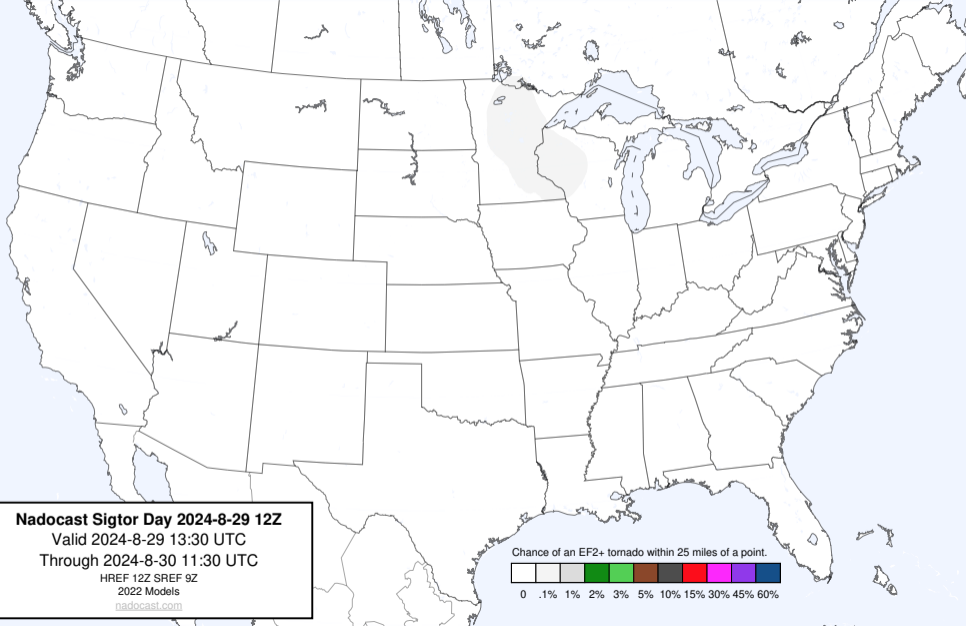 Nadocast Sigtor Day 2024-8-29 12Z
Valid 2024-8-29 13:30 UTC
Through 2024-8-30 11:30 UTC
HREF 12Z SREF 9Z
2022 Models
nadocast.com
Chance of an EF2+ tornado within 25 miles of a point.
0 .1% 1% 2% 3% 5% 10% 15% 30% 45% 60%